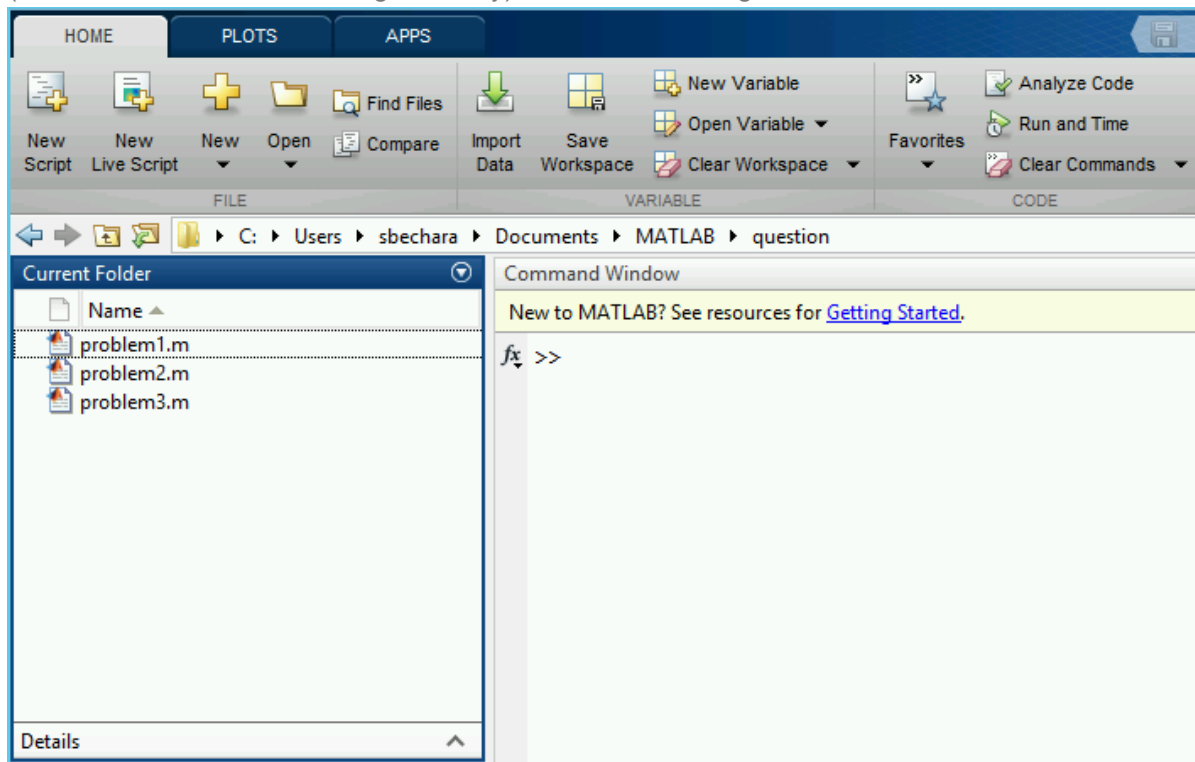 HOME PLOTS APPS
New Script
New Live Script
New
Open
Find Files
Compare
Import Data
Save Workspace
New Variable
Open Variable
Clear Workspace
Favorites
Analyze Code
Run and Time
Clear Commands
FILE VARIABLE CODE
C: Users sbechara Documents MATLAB question
Current Folder
Name
problem1.m
problem2.m
problem3.m
Details
Command Window
New to MATLAB? See resources for Getting Started.
fx >>